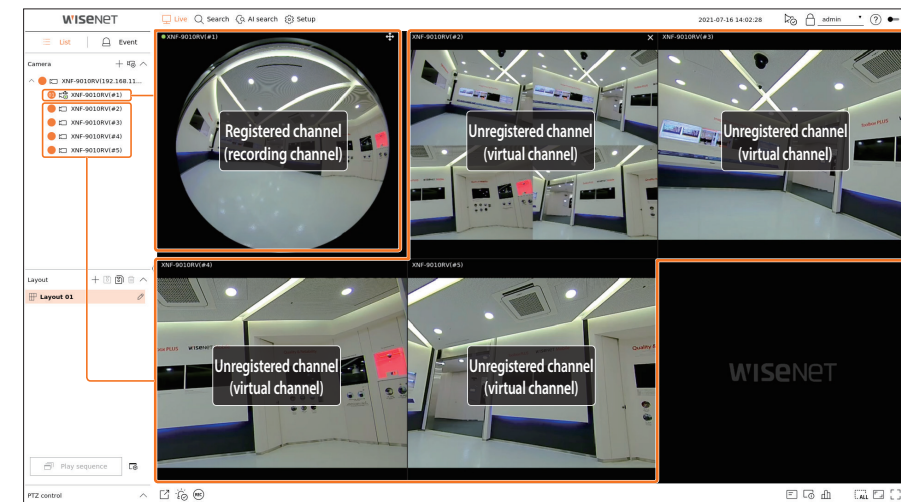 WISENET
Live Search AI search Setup
2021-07-16 14:02:28
admin
List Event
Camera
XNF-9010RV(192.168.11...
XNF-9010RV(#1)
XNF-9010RV(#2)
XNF-9010RV(#3)
XNF-9010RV(#4)
XNF-9010RV(#5)
Layout
Layout 01
Play sequence
PTZ control
XNF-9010RV(#1)
Registered channel
(recording channel)
XNF-9010RV(#2)
Unregistered channel
(virtual channel)
XNF-9010RV(#3)
Unregistered channel
(virtual channel)
XNF-9010RV(#4)
WISENET
Unregistered channel
(virtual channel)
XNF-9010RV(#5)
Unregistered channel
(virtual channel)
WISENET
REC
ALL